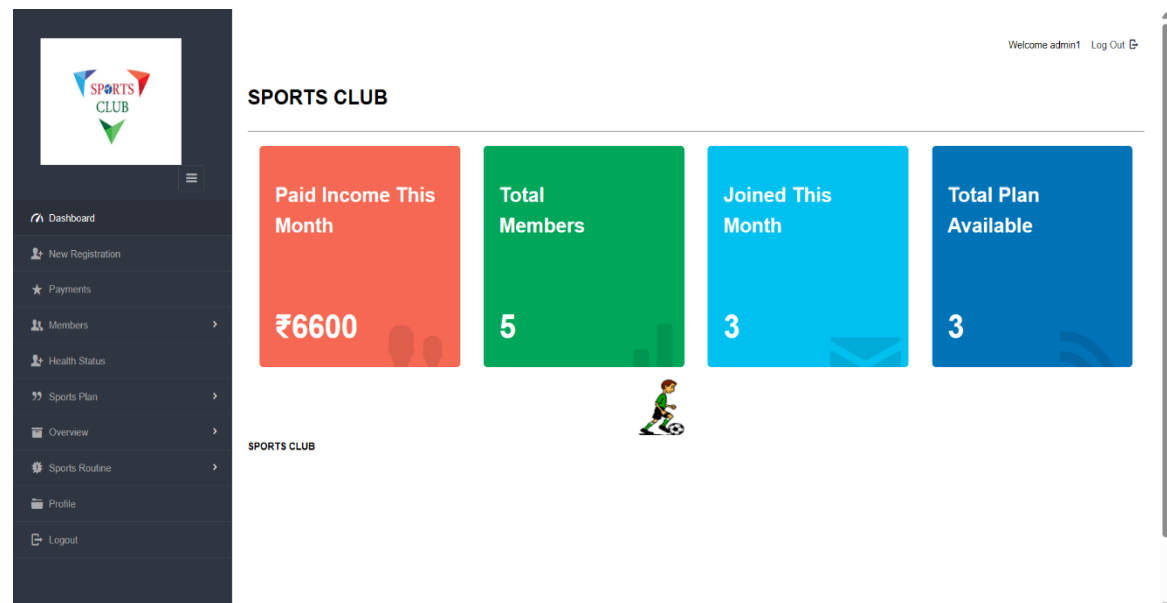 SPORTS
CLUB
Dashboard
New Registration
Payments
Members
Health Status
Sports Plan
Overview
Sports Routine
Profile
Logout
Welcome admin1 Log Out
SPORTS CLUB
Paid Income This
Month
₹6600
Total
Members
5
Joined This
Month
3
Total Plan
Available
3
SPORTS CLUB